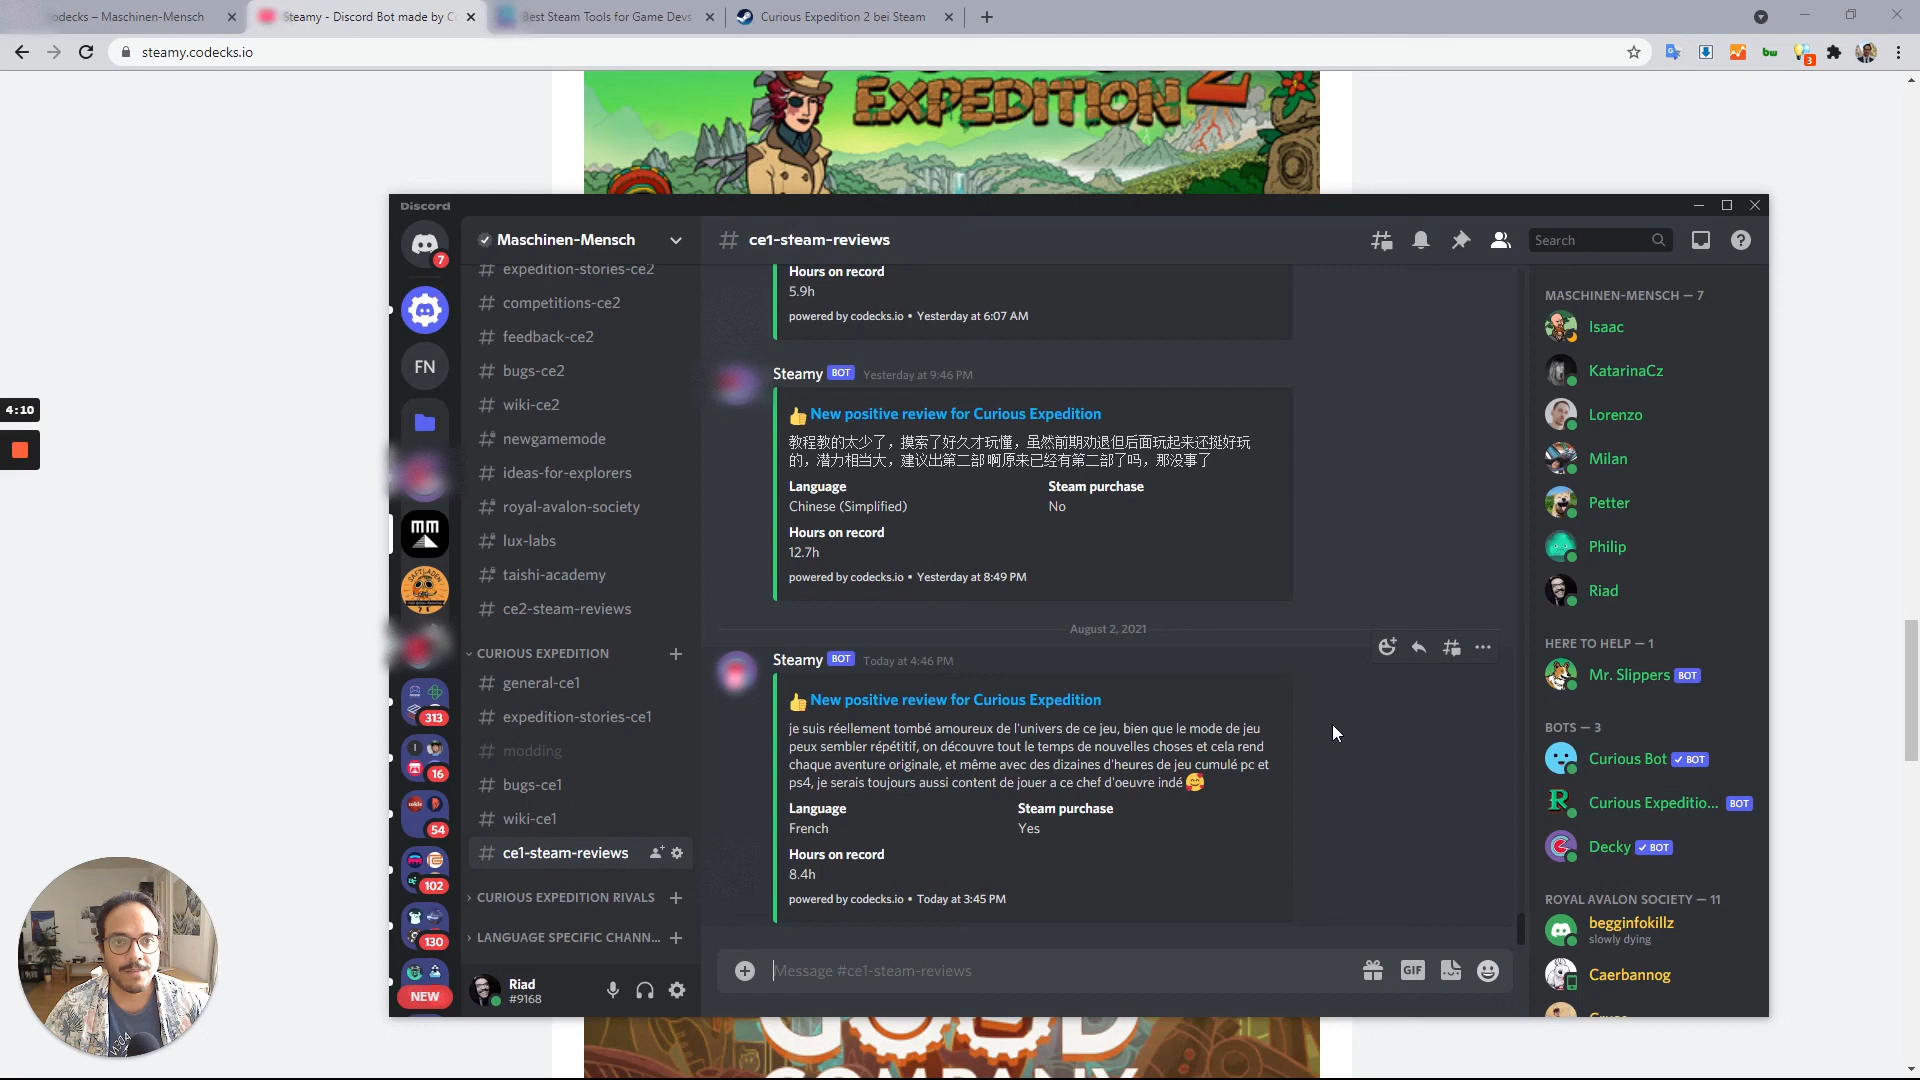 odecks – Maschinen-Mensch
Steamy - Discord Bot made by Co
Best Steam Tools for Game Devs
Curious Expedition 2 bei Steam
steamy.codecks.io
bw
3
EXPEDITION 2
Discord
Maschinen-Mensch
ce1-steam-reviews
Search
7
FN
MM
313
16
54
102
130
NEW
expedition-stories-ce2
competitions-ce2
feedback-ce2
bugs-ce2
wiki-ce2
newgamemode
ideas-for-explorers
royal-avalon-society
lux-labs
taishi-academy
ce2-steam-reviews
CURIOUS EXPEDITION
general-ce1
expedition-stories-ce1
modding
bugs-ce1
wiki-ce1
ce1-steam-reviews
CURIOUS EXPEDITION RIVALS
LANGUAGE SPECIFIC CHANN...
Riad
#9168
Hours on record
5.9h
powered by codecks.io • Yesterday at 6:07 AM
Steamy BOT Yesterday at 9:46 PM
New positive review for Curious Expedition
教程教的太少了，摸索了好久才玩懂，虽然前期劝退但后面玩起来还挺好玩
的，潜力相当大，建议出第二部 啊原来已经有第二部了吗，那没事了
Language
Steam purchase
Chinese (Simplified)
No
Hours on record
12.7h
powered by codecks.io • Yesterday at 8:49 PM
August 2, 2021
Steamy BOT Today at 4:46 PM
New positive review for Curious Expedition
je suis réellement tombé amoureux de l'univers de ce jeu, bien que le mode de jeu
peux sembler répétitif, on découvre tout le temps de nouvelles choses et cela rend
chaque aventure originale, et même avec des dizaines d'heures de jeu cumulé pc et
ps4, je serais toujours aussi content de jouer a ce chef d'oeuvre indé 🥰
Language
Steam purchase
French
Yes
Hours on record
8.4h
powered by codecks.io • Today at 3:45 PM
Message #ce1-steam-reviews
GIF
MASCHINEN-MENSCH — 7
Isaac
KatarinaCz
Lorenzo
Milan
Petter
Philip
Riad
HERE TO HELP — 1
Mr. Slippers BOT
BOTS — 3
Curious Bot BOT
Curious Expeditio... BOT
Decky BOT
ROYAL AVALON SOCIETY — 11
begginfokillz
slowly dying
Caerbannog
4:10
COMPANY